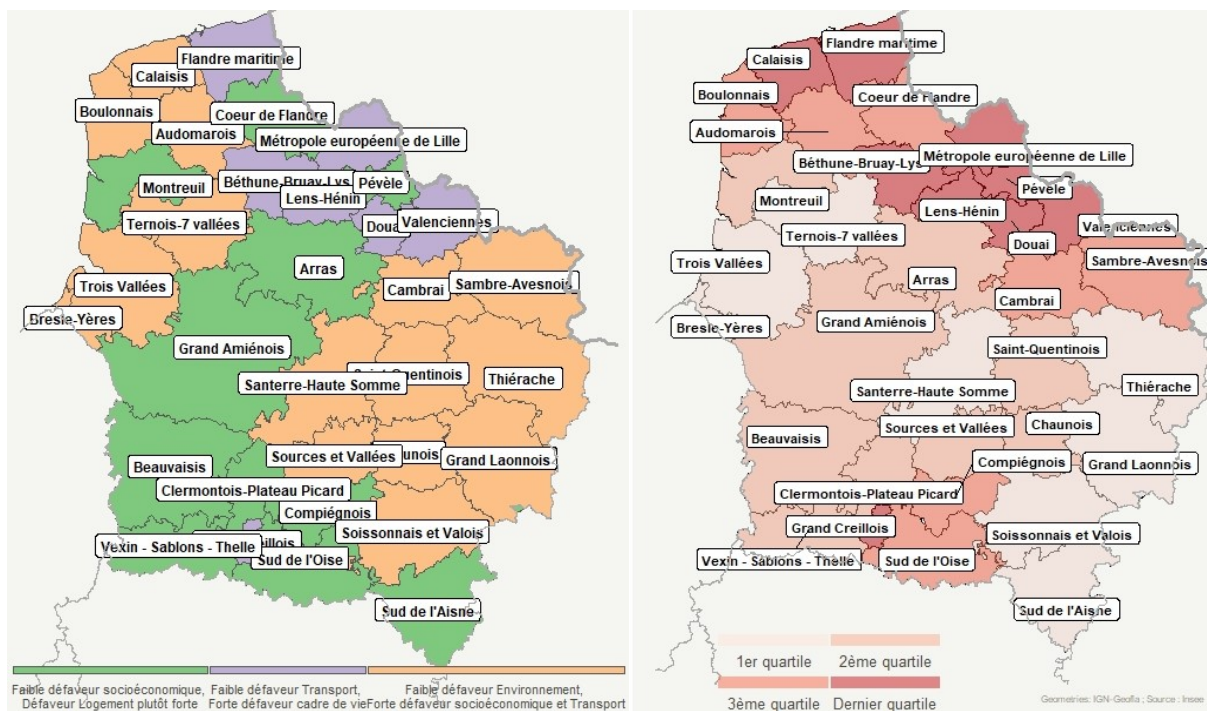 Flandre maritime
Calaisis
Boulonnais
Coeur de Flandre
Audomarois
Métropole européenne de Lille
Béthune-Bruay-Lys
Pévèle
Montreuil
Lens-Hénin
Ternois-7 vallées
Douai
Valenciennes
Arras
Trois Vallées
Cambrai
Sambre-Avesnois
Bresle-Yères
Grand Amiénois
Saint-Quentinois
Santerre-Haute Somme
Thiérache
Beauvaisis
Sources et Vallées
Grand Laonnois
Clermontois-Plateau Picard
Compiégnois
Soissonnais et Valois
Vexin - Sablons - Thelle
Sud de l'Oise
Sud de l'Aisne
Faible défaveur socioéconomique,
Défaveur Logement plutôt forte
Faible défaveur Transport,
Forte défaveur cadre de vie
Faible défaveur Environnement,
Forte défaveur socioéconomique et Transport
Flandre maritime
Calaisis
Boulonnais
Coeur de Flandre
Audomarois
Métropole européenne de Lille
Béthune-Bruay-Lys
Pévèle
Montreuil
Lens-Hénin
Valenciennes
Ternois-7 vallées
Douai
Trois Vallées
Sambre-Avesnois
Arras
Cambrai
Bresle-Yères
Grand Amiénois
Saint-Quentinois
Thiérache
Santerre-Haute Somme
Beauvaisis
Sources et Vallées
Chaunois
Compiégnois
Grand Laonnois
Clermontois-Plateau Picard
Grand Creillois
Soissonnais et Valois
Vexin - Sablons - Thelle
Sud de l'Oise
Sud de l'Aisne
1er quartile
2ème quartile
3ème quartile
Dernier quartile
Geometries: IGN-Geofla ; Source : Insee